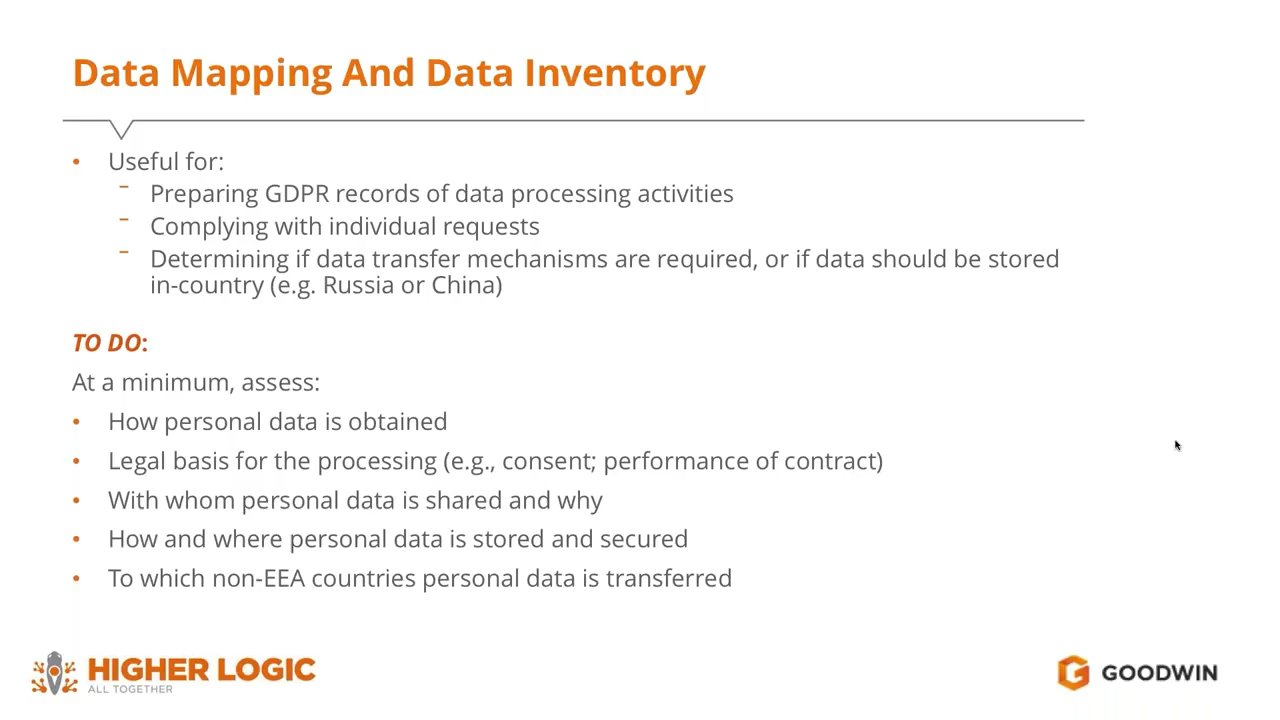 Data Mapping And Data Inventory
• Useful for:
– Preparing GDPR records of data processing activities
– Complying with individual requests
– Determining if data transfer mechanisms are required, or if data should be stored
in-country (e.g. Russia or China)
TO DO:
At a minimum, assess:
• How personal data is obtained
• Legal basis for the processing (e.g., consent; performance of contract)
• With whom personal data is shared and why
• How and where personal data is stored and secured
• To which non-EEA countries personal data is transferred
HIGHER LOGIC
ALL TOGETHER
GOODWIN